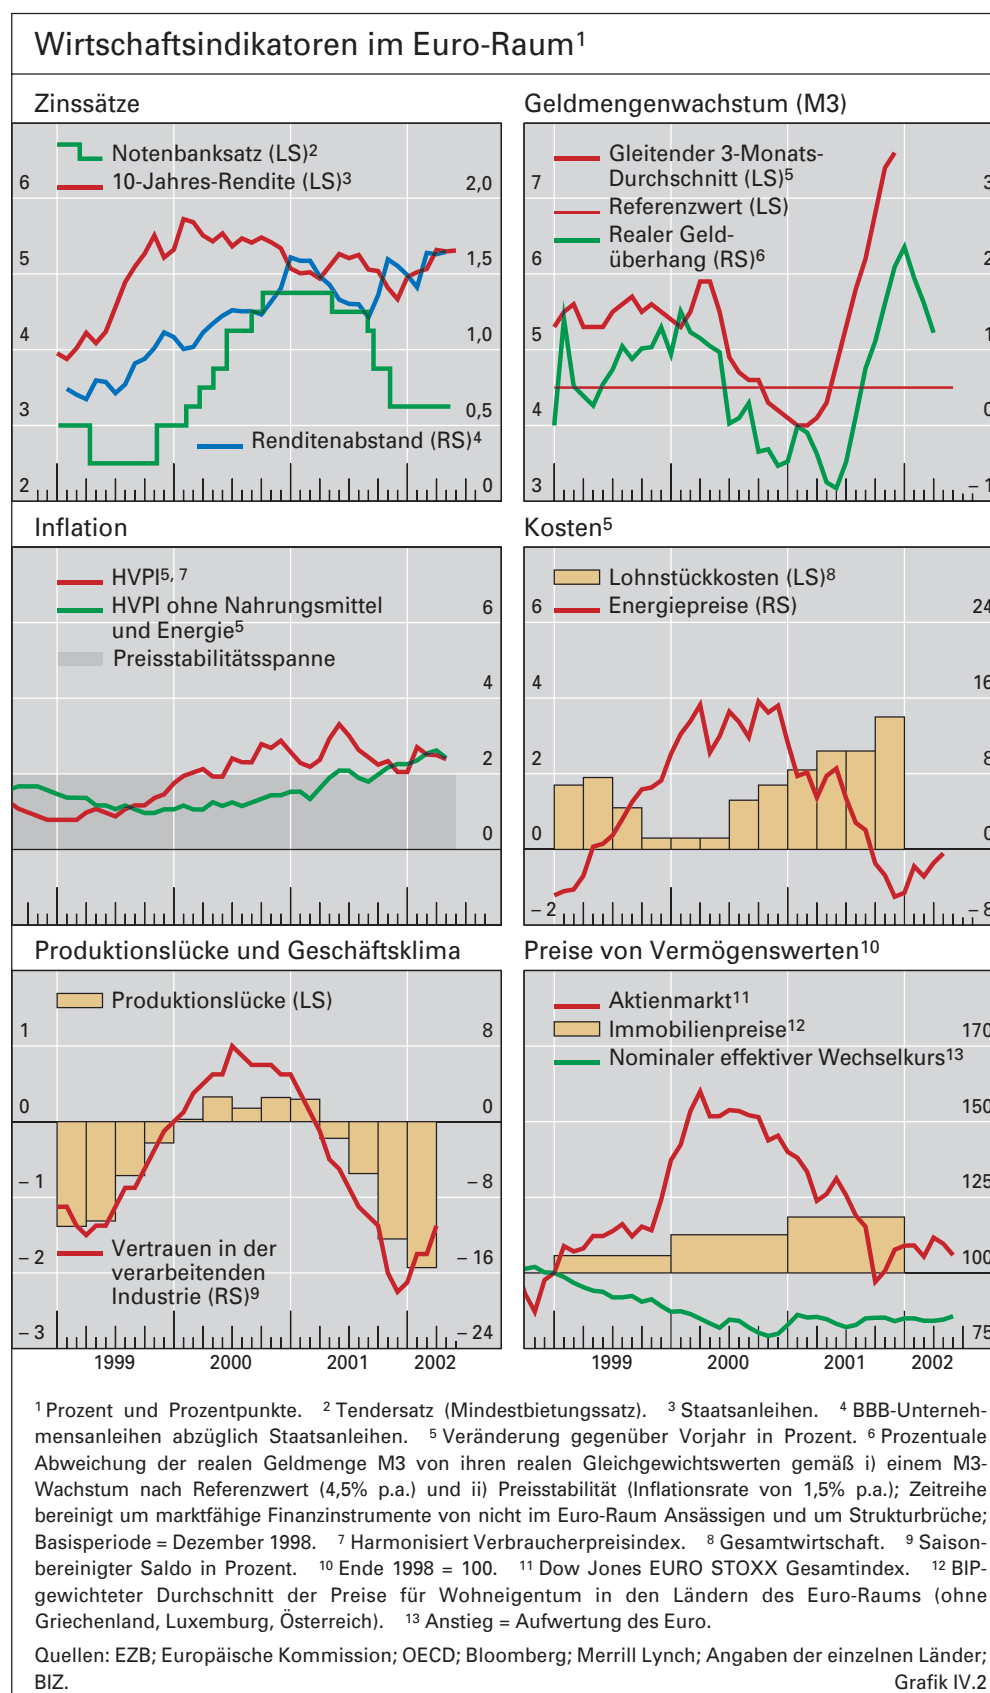 Wirtschaftsindikatoren im Euro-Raum¹
Zinssätze
Notenbanksatz (LS)²
10-Jahres-Rendite (LS)³
6
2,0
5
1,5
4
1,0
3
0,5
Renditenabstand (RS)⁴
2
0
Geldmengenwachstum (M3)
Gleitender 3-Monats-
Durchschnitt (LS)⁵
Referenzwert (LS)
Realer Geld-
überhang (RS)⁶
7
3
6
2
5
1
4
0
3
–1
Inflation
HVPI⁵,⁷
HVPI ohne Nahrungsmittel
und Energie⁵
Preisstabilitätsspanne
6
4
2
0
Kosten⁵
Lohnstückkosten (LS)⁸
Energiepreise (RS)
6
24
4
16
2
8
0
0
–2
–8
Produktionslücke und Geschäftsklima
Produktionslücke (LS)
1
8
0
0
–1
–8
–2
–16
Vertrauen in der
verarbeitenden
Industrie (RS)⁹
–3
–24
1999
2000
2001
2002
Preise von Vermögenswerten¹⁰
Aktienmarkt¹¹
Immobilienpreise¹²
Nominaler effektiver Wechselkurs¹³
170
150
125
100
75
1999
2000
2001
2002
¹ Prozent und Prozentpunkte. ² Tendersatz (Mindestbietungssatz). ³ Staatsanleihen. ⁴ BBB-Unterneh-
mensanleihen abzüglich Staatsanleihen. ⁵ Veränderung gegenüber Vorjahr in Prozent. ⁶ Prozentuale
Abweichung der realen Geldmenge M3 von ihren realen Gleichgewichtswerten gemäß i) einem M3-
Wachstum nach Referenzwert (4,5% p.a.) und ii) Preisstabilität (Inflationsrate von 1,5% p.a.); Zeitreihe
bereinigt um marktfähige Finanzinstrumente von nicht im Euro-Raum Ansässigen und um Strukturbrüche;
Basisperiode = Dezember 1998. ⁷ Harmonisiert Verbraucherpreisindex. ⁸ Gesamtwirtschaft. ⁹ Saison-
bereinigter Saldo in Prozent. ¹⁰ Ende 1998 = 100. ¹¹ Dow Jones EURO STOXX Gesamtindex. ¹² BIP-
gewichteter Durchschnitt der Preise für Wohneigentum in den Ländern des Euro-Raums (ohne
Griechenland, Luxemburg, Österreich). ¹³ Anstieg = Aufwertung des Euro.
Quellen: EZB; Europäische Kommission; OECD; Bloomberg; Merrill Lynch; Angaben der einzelnen Länder;
BIZ.
Grafik IV.2